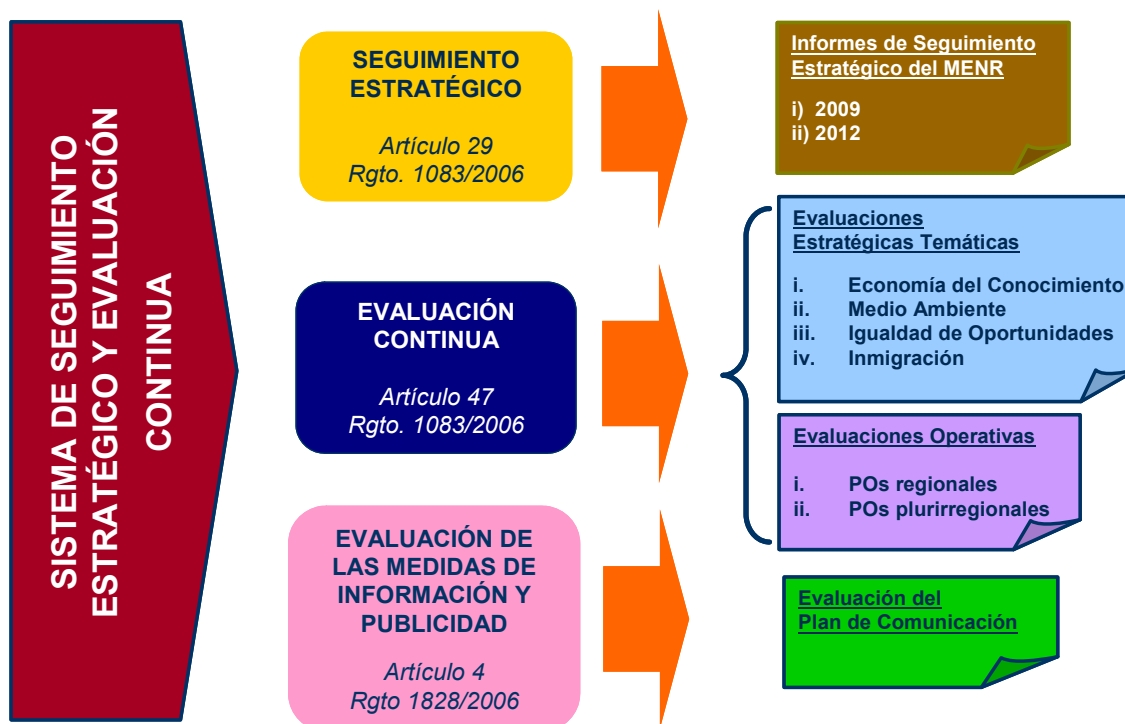 SISTEMA DE SEGUIMIENTO
ESTRATÉGICO Y EVALUACIÓN
CONTINUA
SEGUIMIENTO
ESTRATÉGICO
Artículo 29
Rgto. 1083/2006
Informes de Seguimiento
Estratégico del MENR
i) 2009
ii) 2012
EVALUACIÓN
CONTINUA
Artículo 47
Rgto. 1083/2006
Evaluaciones
Estratégicas Temáticas
i. Economía del Conocimiento
ii. Medio Ambiente
iii. Igualdad de Oportunidades
iv. Inmigración
Evaluaciones Operativas
i. POs regionales
ii. POs plurirregionales
EVALUACIÓN DE
LAS MEDIDAS DE
INFORMACIÓN Y
PUBLICIDAD
Artículo 4
Rgto 1828/2006
Evaluación del
Plan de Comunicación